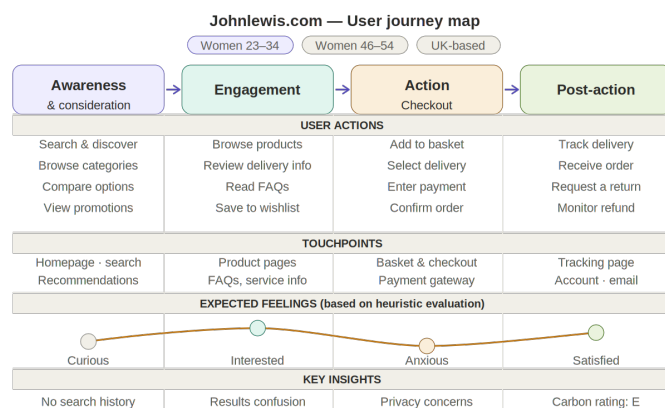 Johnlewis.com — User journey map
Women 23–34 Women 46–54 UK-based
Awareness Engagement Action Post-action
& consideration Checkout
USER ACTIONS
Search & discover Browse products Add to basket Track delivery
Browse categories Review delivery info Select delivery Receive order
Compare options Read FAQs Enter payment Request a return
View promotions Save to wishlist Confirm order Monitor refund
TOUCHPOINTS
Homepage · search Product pages Basket & checkout Tracking page
Recommendations FAQs, service info Payment gateway Account · email
EXPECTED FEELINGS (based on heuristic evaluation)
Curious Interested Anxious Satisfied
KEY INSIGHTS
No search history Results confusion Privacy concerns Carbon rating: E